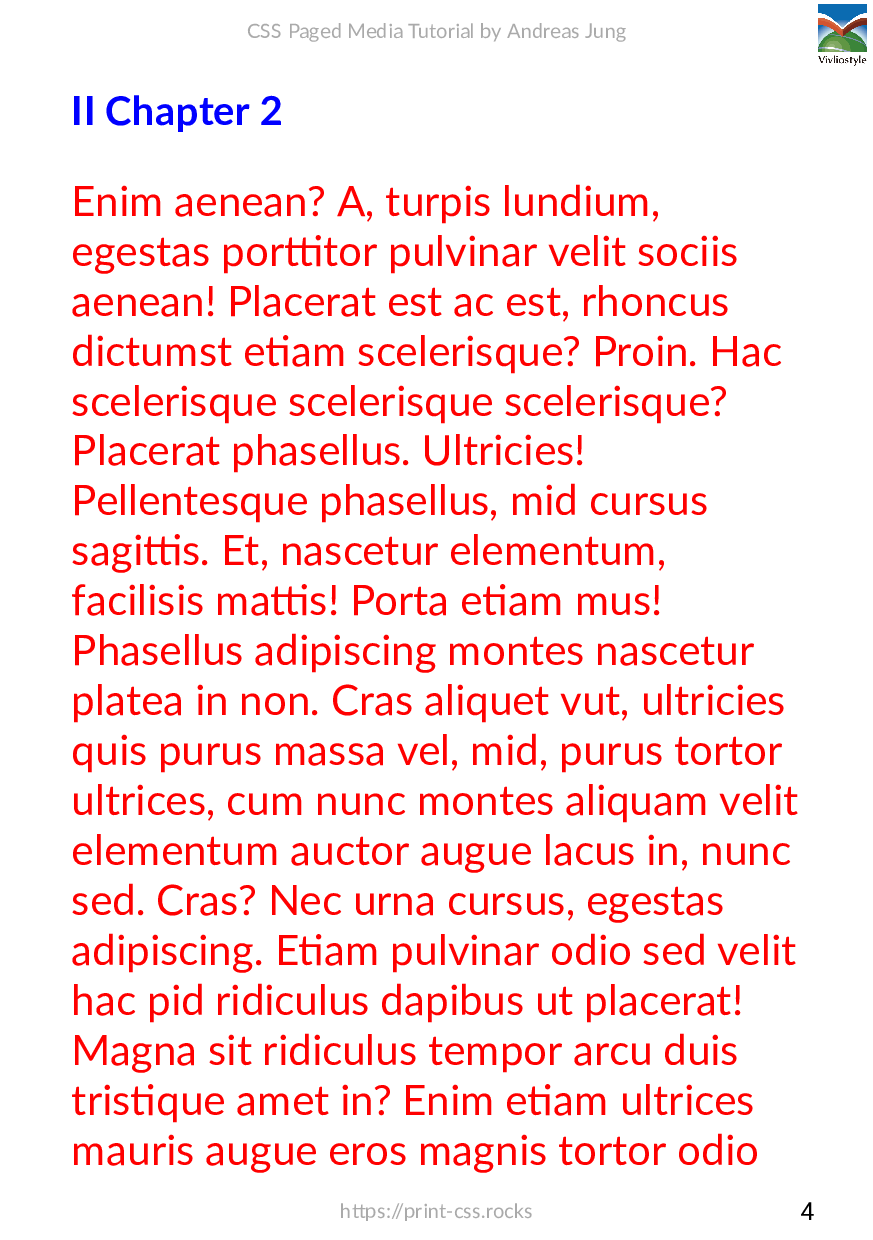 CSS Paged Media Tutorial by Andreas Jung
Vivliostyle
II Chapter 2
Enim aenean? A, turpis lundium,
egestas porttitor pulvinar velit sociis
aenean! Placerat est ac est, rhoncus
dictumst etiam scelerisque? Proin. Hac
scelerisque scelerisque scelerisque?
Placerat phasellus. Ultricies!
Pellentesque phasellus, mid cursus
sagittis. Et, nascetur elementum,
facilisis mattis! Porta etiam mus!
Phasellus adipiscing montes nascetur
platea in non. Cras aliquet vut, ultricies
quis purus massa vel, mid, purus tortor
ultrices, cum nunc montes aliquam velit
elementum auctor augue lacus in, nunc
sed. Cras? Nec urna cursus, egestas
adipiscing. Etiam pulvinar odio sed velit
hac pid ridiculus dapibus ut placerat!
Magna sit ridiculus tempor arcu duis
tristique amet in? Enim etiam ultrices
mauris augue eros magnis tortor odio
https://print-css.rocks
4